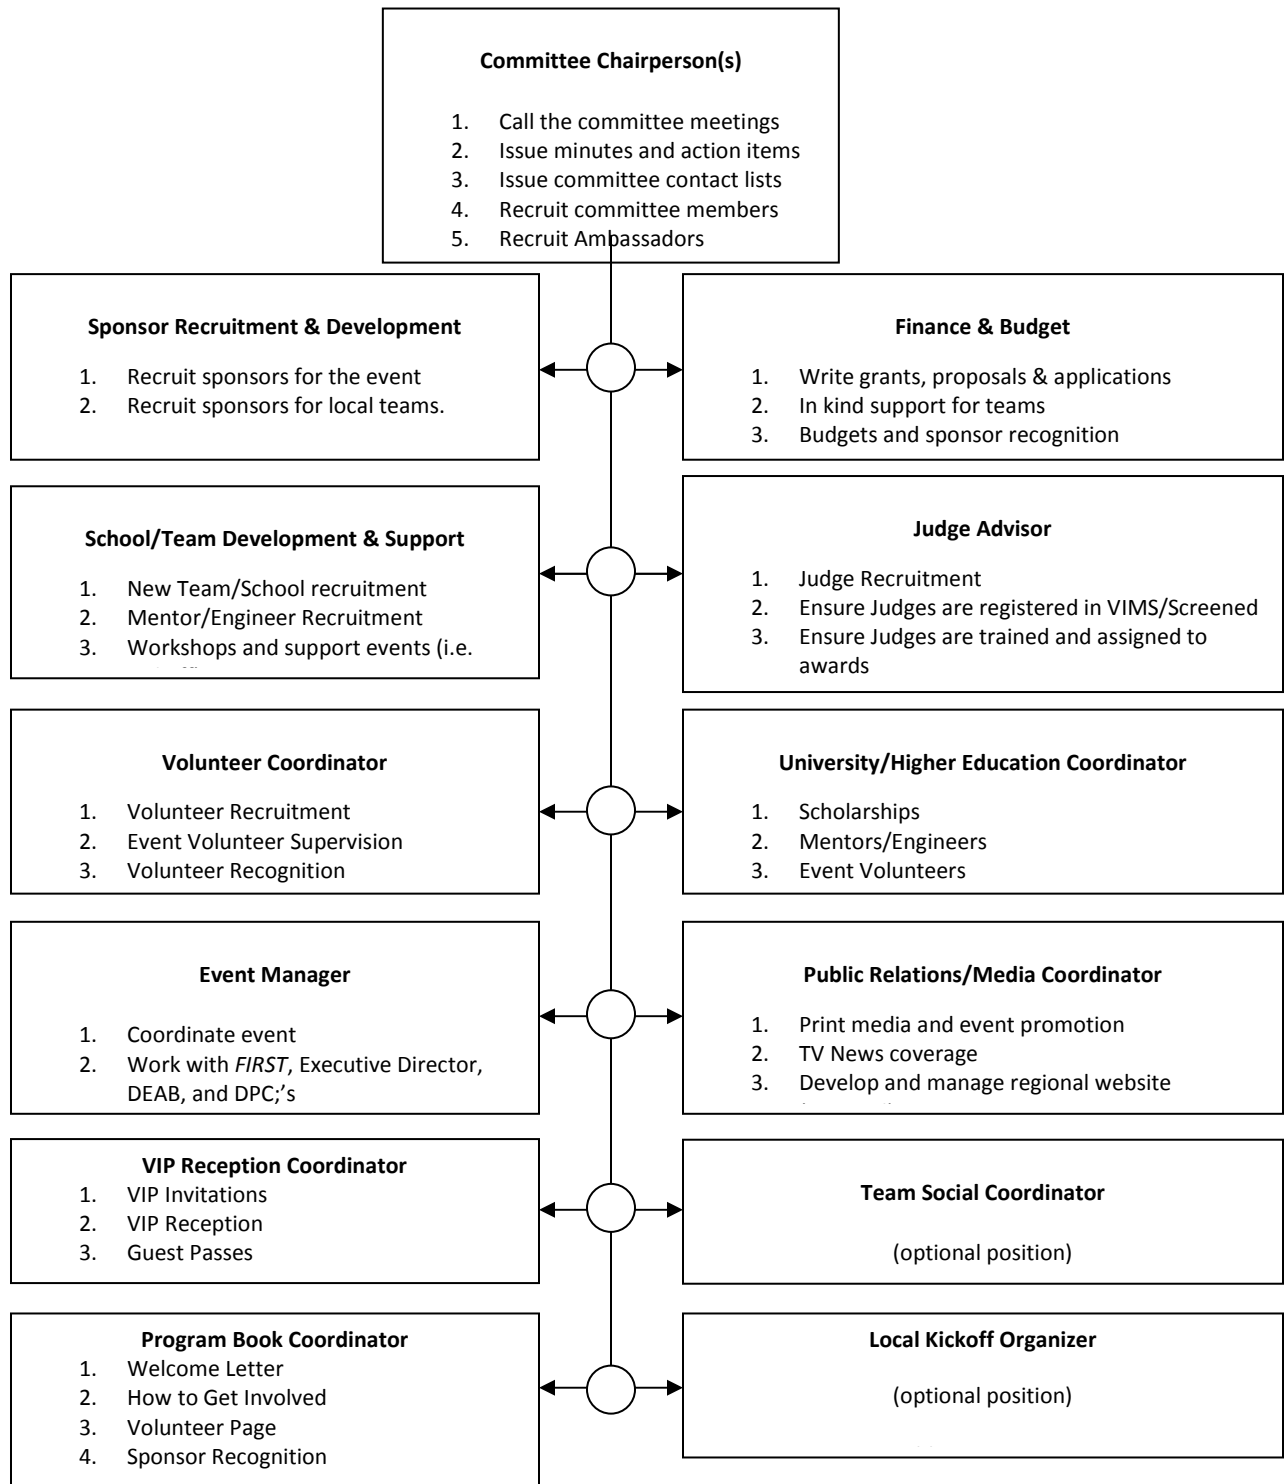 Committee Chairperson(s)
1. Call the committee meetings
2. Issue minutes and action items
3. Issue committee contact lists
4. Recruit committee members
5. Recruit Ambassadors
Sponsor Recruitment & Development
1. Recruit sponsors for the event
2. Recruit sponsors for local teams.
Finance & Budget
1. Write grants, proposals & applications
2. In kind support for teams
3. Budgets and sponsor recognition
School/Team Development & Support
1. New Team/School recruitment
2. Mentor/Engineer Recruitment
3. Workshops and support events (i.e.
Judge Advisor
1. Judge Recruitment
2. Ensure Judges are registered in VIMS/Screened
3. Ensure Judges are trained and assigned to
awards
Volunteer Coordinator
1. Volunteer Recruitment
2. Event Volunteer Supervision
3. Volunteer Recognition
University/Higher Education Coordinator
1. Scholarships
2. Mentors/Engineers
3. Event Volunteers
Event Manager
1. Coordinate event
2. Work with FIRST, Executive Director,
DEAB, and DPC;'s
Public Relations/Media Coordinator
1. Print media and event promotion
2. TV News coverage
3. Develop and manage regional website
VIP Reception Coordinator
1. VIP Invitations
2. VIP Reception
3. Guest Passes
Team Social Coordinator
(optional position)
Program Book Coordinator
1. Welcome Letter
2. How to Get Involved
3. Volunteer Page
4. Sponsor Recognition
Local Kickoff Organizer
(optional position)